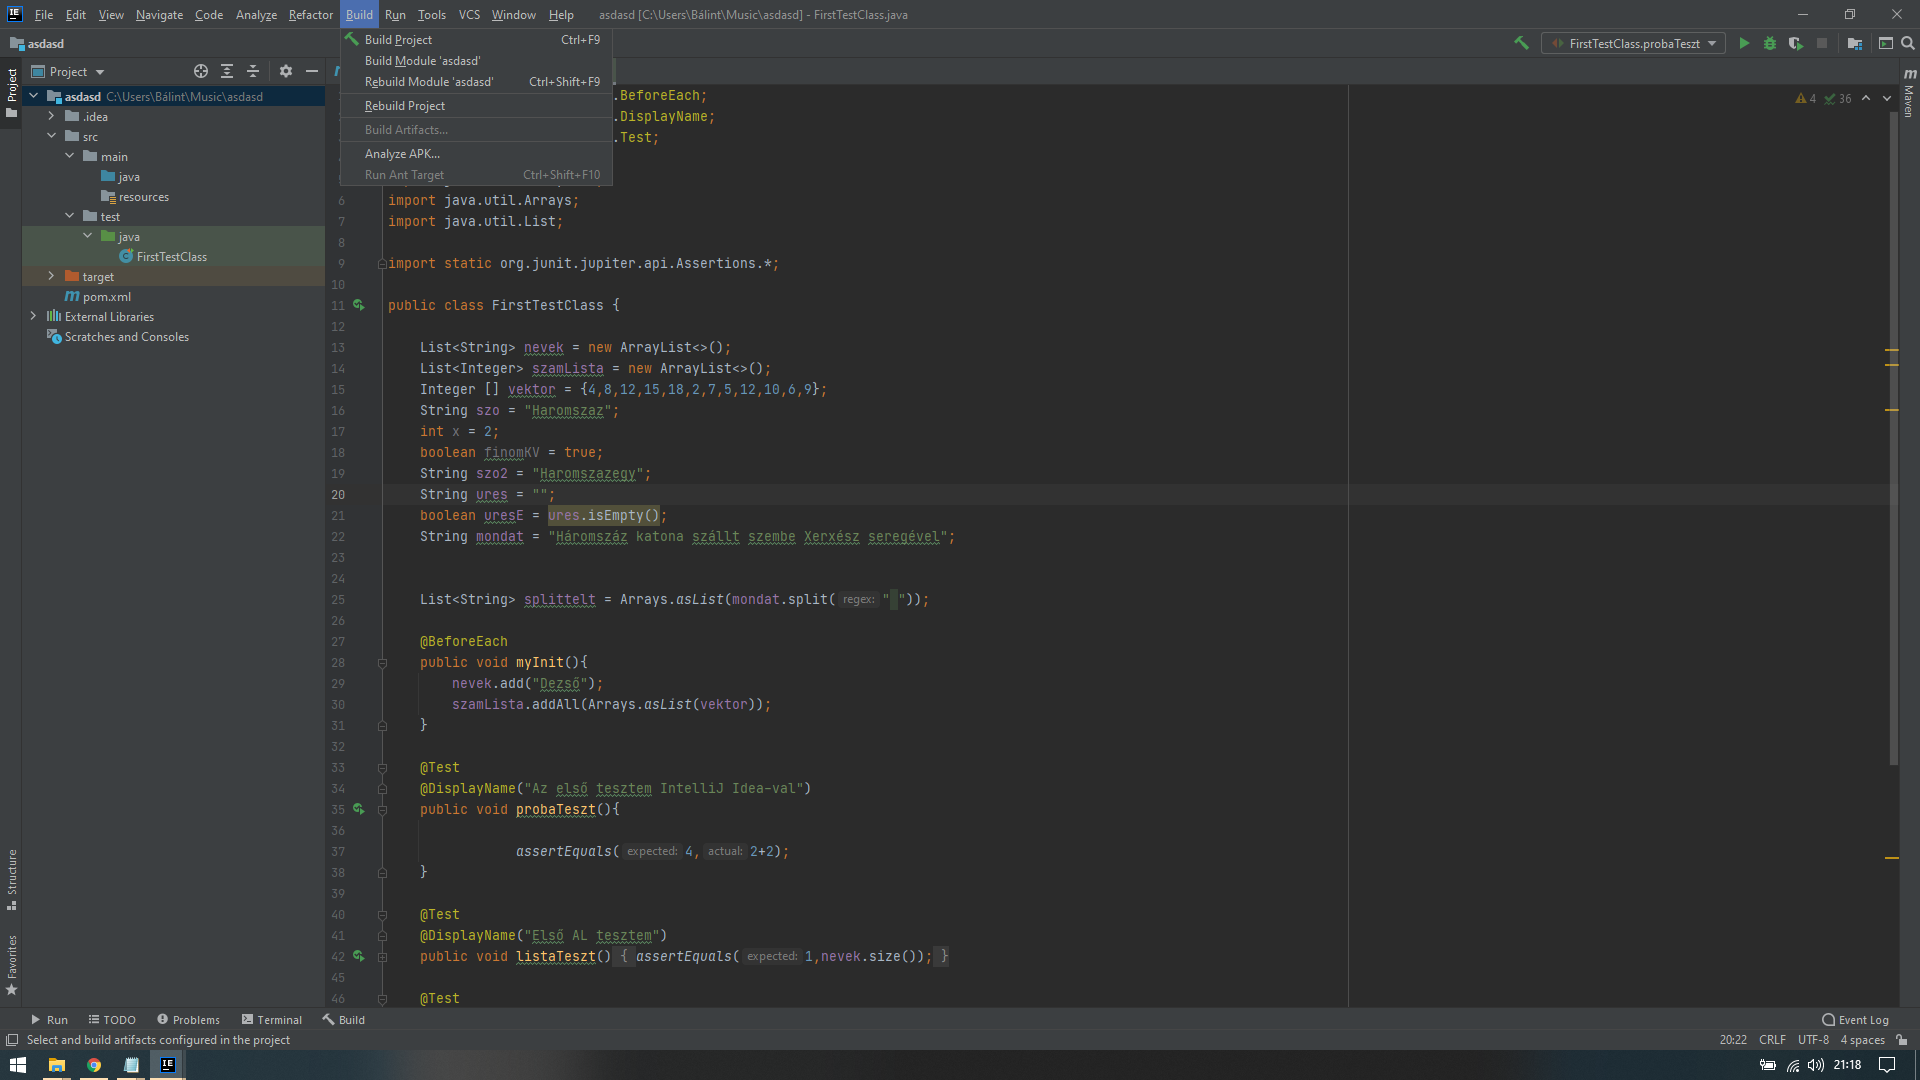 File Edit View Navigate Code Analyze Refactor Build Run Tools VCS Window Help asdasd [C:\Users\Bálint\Music\asdasd] - FirstTestClass.java
asdasd
FirstTestClass.probaTeszt
Build Project Ctrl+F9
Build Module 'asdasd'
Rebuild Module 'asdasd' Ctrl+Shift+F9
Rebuild Project
Build Artifacts...
Analyze APK...
Run Ant Target Ctrl+Shift+F10
Project
Project
asdasd C:\Users\Bálint\Music\asdasd
.idea
src
main
java
resources
test
java
FirstTestClass
target
pom.xml
External Libraries
Scratches and Consoles
Structure
Favorites
Maven
4 36
.BeforeEach;
.DisplayName;
.Test;
6 import java.util.Arrays;
7 import java.util.List;
8
9 import static org.junit.jupiter.api.Assertions.*;
10
11 public class FirstTestClass {
12
13 List<String> nevek = new ArrayList<>();
14 List<Integer> szamLista = new ArrayList<>();
15 Integer [] vektor = {4,8,12,15,18,2,7,5,12,10,6,9};
16 String szo = "Haromszaz";
17 int x = 2;
18 boolean finomKV = true;
19 String szo2 = "Haromszazegy";
20 String ures = "";
21 boolean uresE = ures.isEmpty();
22 String mondat = "Háromszáz katona szállt szembe Xerxész seregével";
23
24
25 List<String> splittelt = Arrays.asList(mondat.split( regex: " "));
26
27 @BeforeEach
28 public void myInit(){
29 nevek.add("Dezső");
30 szamLista.addAll(Arrays.asList(vektor));
31 }
32
33 @Test
34 @DisplayName("Az első tesztem IntelliJ Idea-val")
35 public void probaTeszt(){
36
37 assertEquals( expected: 4, actual: 2+2);
38 }
39
40 @Test
41 @DisplayName("Első AL tesztem")
42 public void listaTeszt() { assertEquals( expected: 1,nevek.size()); }
45
46 @Test
Run TODO Problems Terminal Build Event Log
Select and build artifacts configured in the project 20:22 CRLF UTF-8 4 spaces
21:18